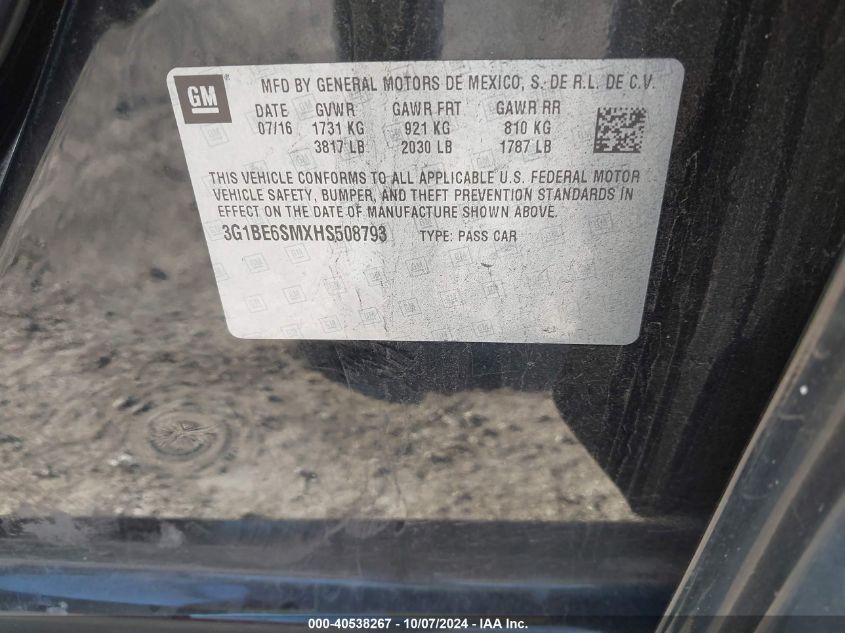 GM
MFD BY GENERAL MOTORS DE MEXICO, S. DE R.L. DE C.V.
DATE GVWR GAWR FRT GAWR RR
07/16 1731 KG 921 KG 810 KG
3817 LB 2030 LB 1787 LB
THIS VEHICLE CONFORMS TO ALL APPLICABLE U.S. FEDERAL MOTOR
VEHICLE SAFETY, BUMPER, AND THEFT PREVENTION STANDARDS IN
EFFECT ON THE DATE OF MANUFACTURE SHOWN ABOVE.
3G1BE6SMXHS508793 TYPE: PASS CAR
000-40538267 - 10/07/2024 - IAA Inc.